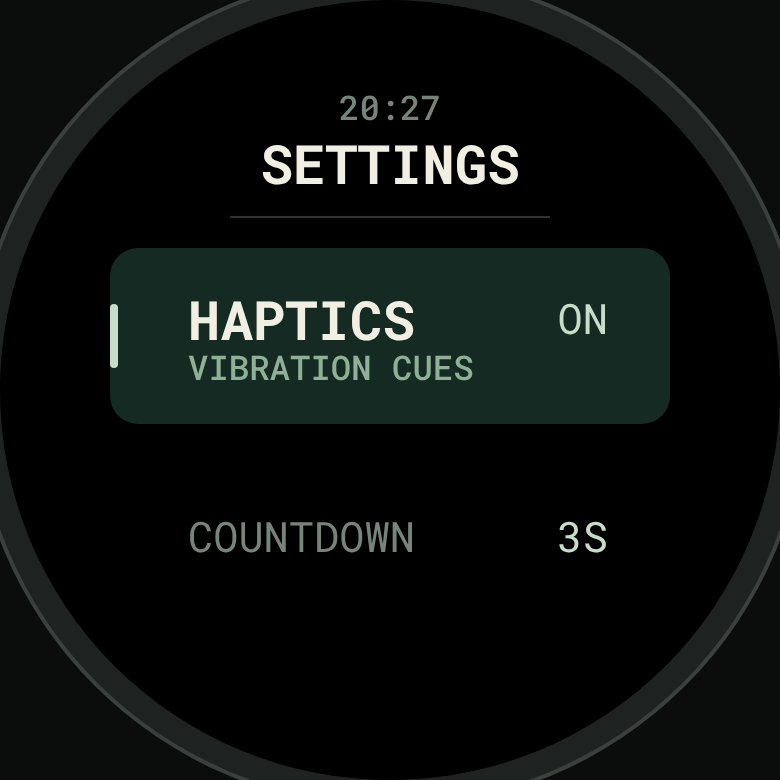 20:27
SETTINGS
HAPTICS ON
VIBRATION CUES
COUNTDOWN 3S